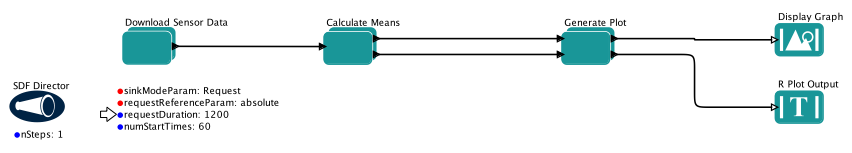 Download Sensor Data
Calculate Means
Generate Plot
Display Graph
SDF Director
nSteps: 1
sinkModeParam: Request
requestReferenceParam: absolute
requestDuration: 1200
numStartTimes: 60
R Plot Output
T